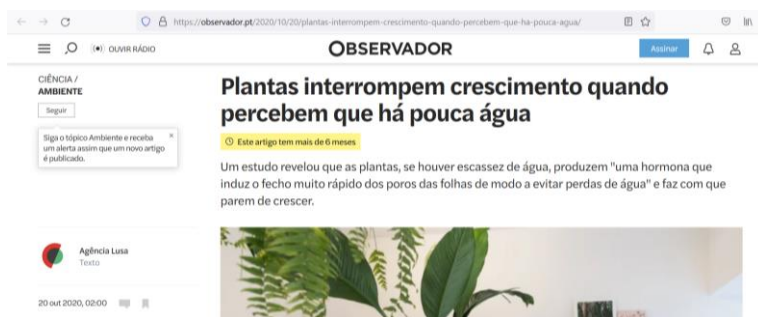 https://observador.pt/2020/10/20/plantas-interrompem-crescimento-quando-percebem-que-ha-pouca-agua/
OUVIR RÁDIO
OBSERVADOR
Assinar
CIÊNCIA /
AMBIENTE
Seguir
Siga o tópico Ambiente e receba
um alerta assim que um novo artigo
é publicado.
×
Plantas interrompem crescimento quando
percebem que há pouca água
Este artigo tem mais de 6 meses
Um estudo revelou que as plantas, se houver escassez de água, produzem "uma hormona que
induz o fecho muito rápido dos poros das folhas de modo a evitar perdas de água" e faz com que
parem de crescer.
Agência Lusa
Texto
20 out 2020, 02:00